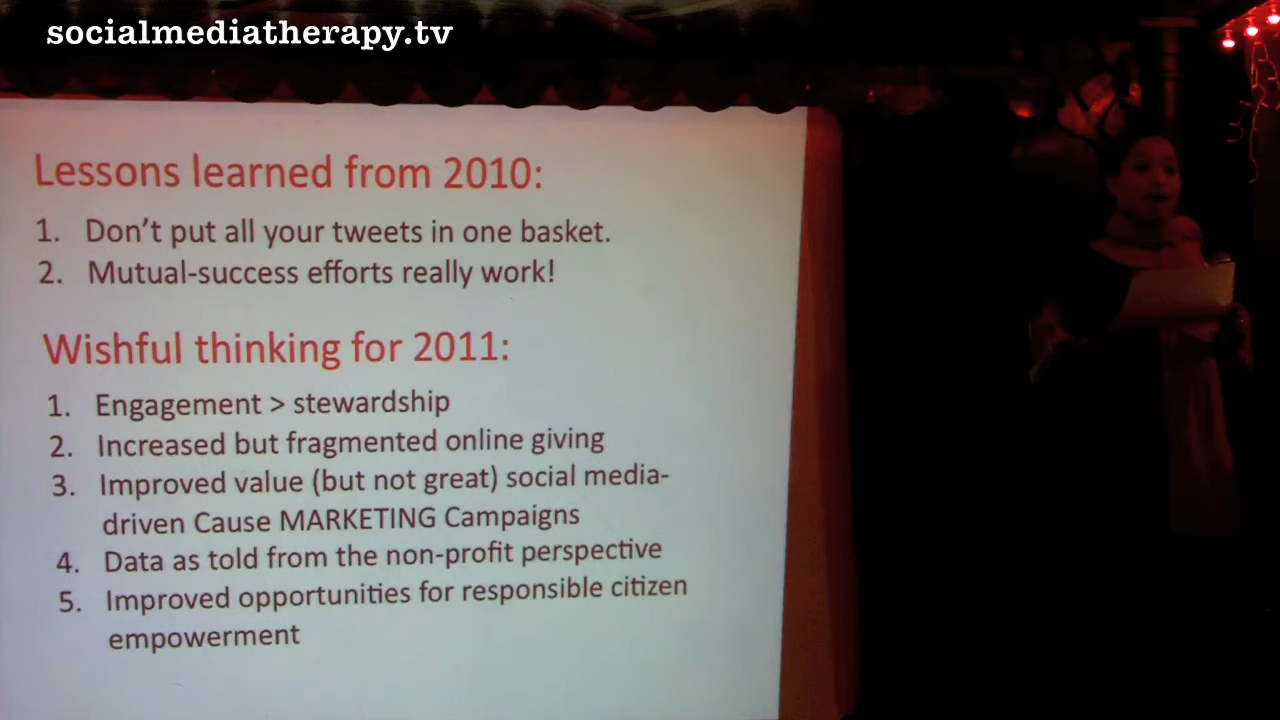 socialmediatherapy.tv
Lessons learned from 2010:
1. Don't put all your tweets in one basket.
2. Mutual-success efforts really work!
Wishful thinking for 2011:
1. Engagement > stewardship
2. Increased but fragmented online giving
3. Improved value (but not great) social media-
driven Cause MARKETING Campaigns
4. Data as told from the non-profit perspective
5. Improved opportunities for responsible citizen
empowerment